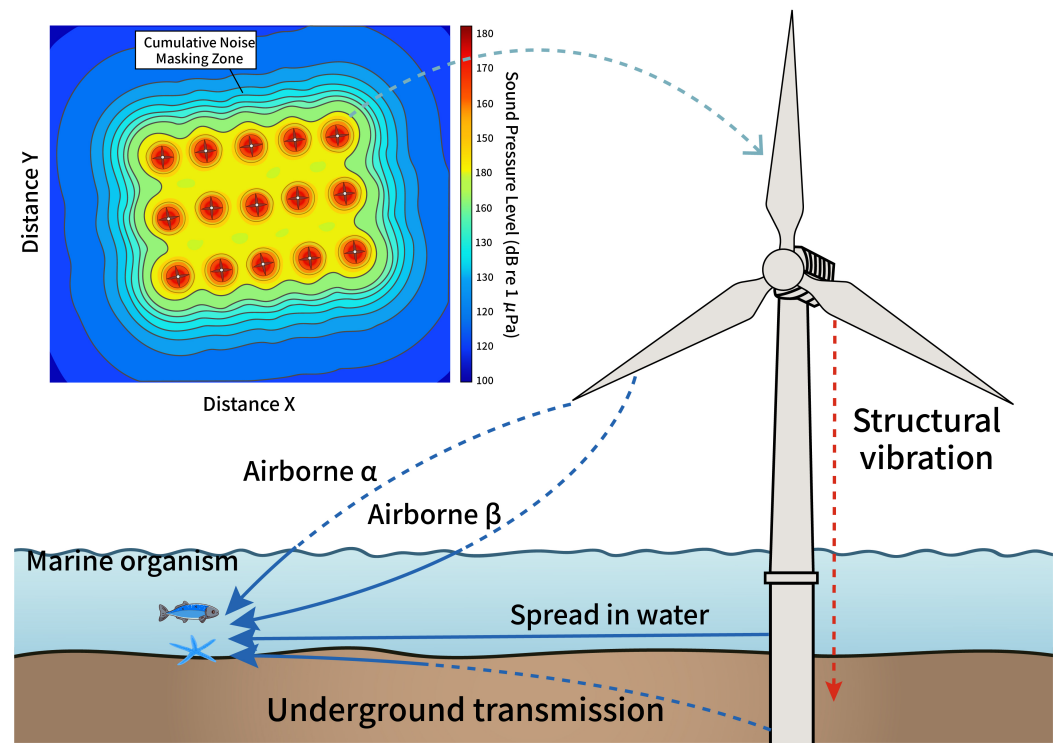 Cumulative Noise
Masking Zone
180
170
160
150
180
160
130
130
120
120
100
Sound Pressure Level (dB re 1 μPa)
Distance Y
Distance X
Structural
vibration
Airborne α
Airborne β
Marine organism
Spread in water
Underground transmission